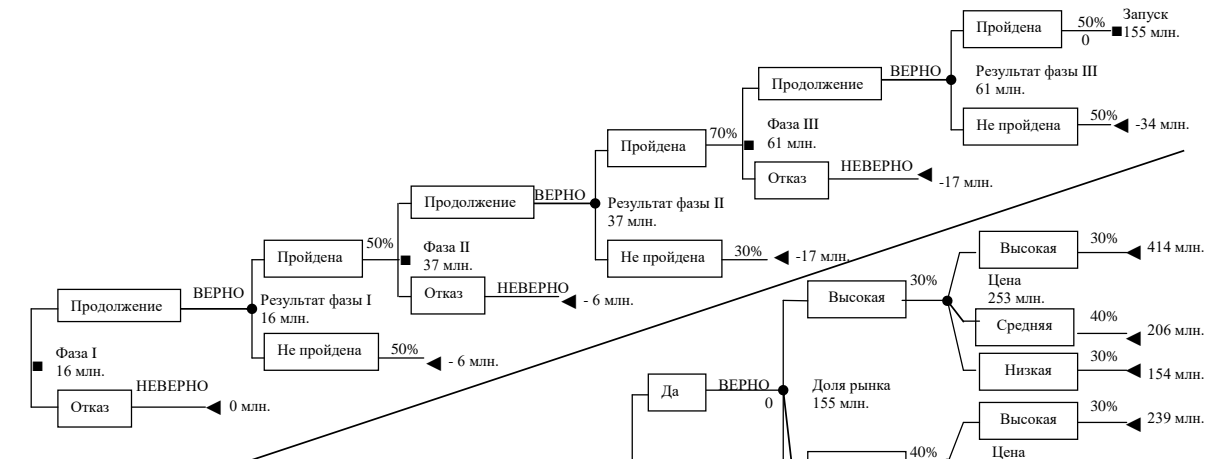 Запуск
Пройдена
50%
155 млн.
0
Продолжение
ВЕРНО
Результат фазы III
61 млн.
Не пройдена
50%
-34 млн.
Пройдена
70%
Фаза III
61 млн.
Отказ
НЕВЕРНО
-17 млн.
Продолжение
ВЕРНО
Результат фазы II
37 млн.
Не пройдена
30%
-17 млн.
Пройдена
50%
Фаза II
37 млн.
Отказ
НЕВЕРНО
- 6 млн.
Продолжение
ВЕРНО
Результат фазы I
16 млн.
Не пройдена
50%
- 6 млн.
Фаза I
16 млн.
Отказ
НЕВЕРНО
0 млн.
Да
ВЕРНО
0
Доля рынка
155 млн.
Высокая
30%
Цена
253 млн.
Высокая
30%
414 млн.
Средняя
40%
206 млн.
Низкая
30%
154 млн.
40%
Высокая
30%
239 млн.
Цена